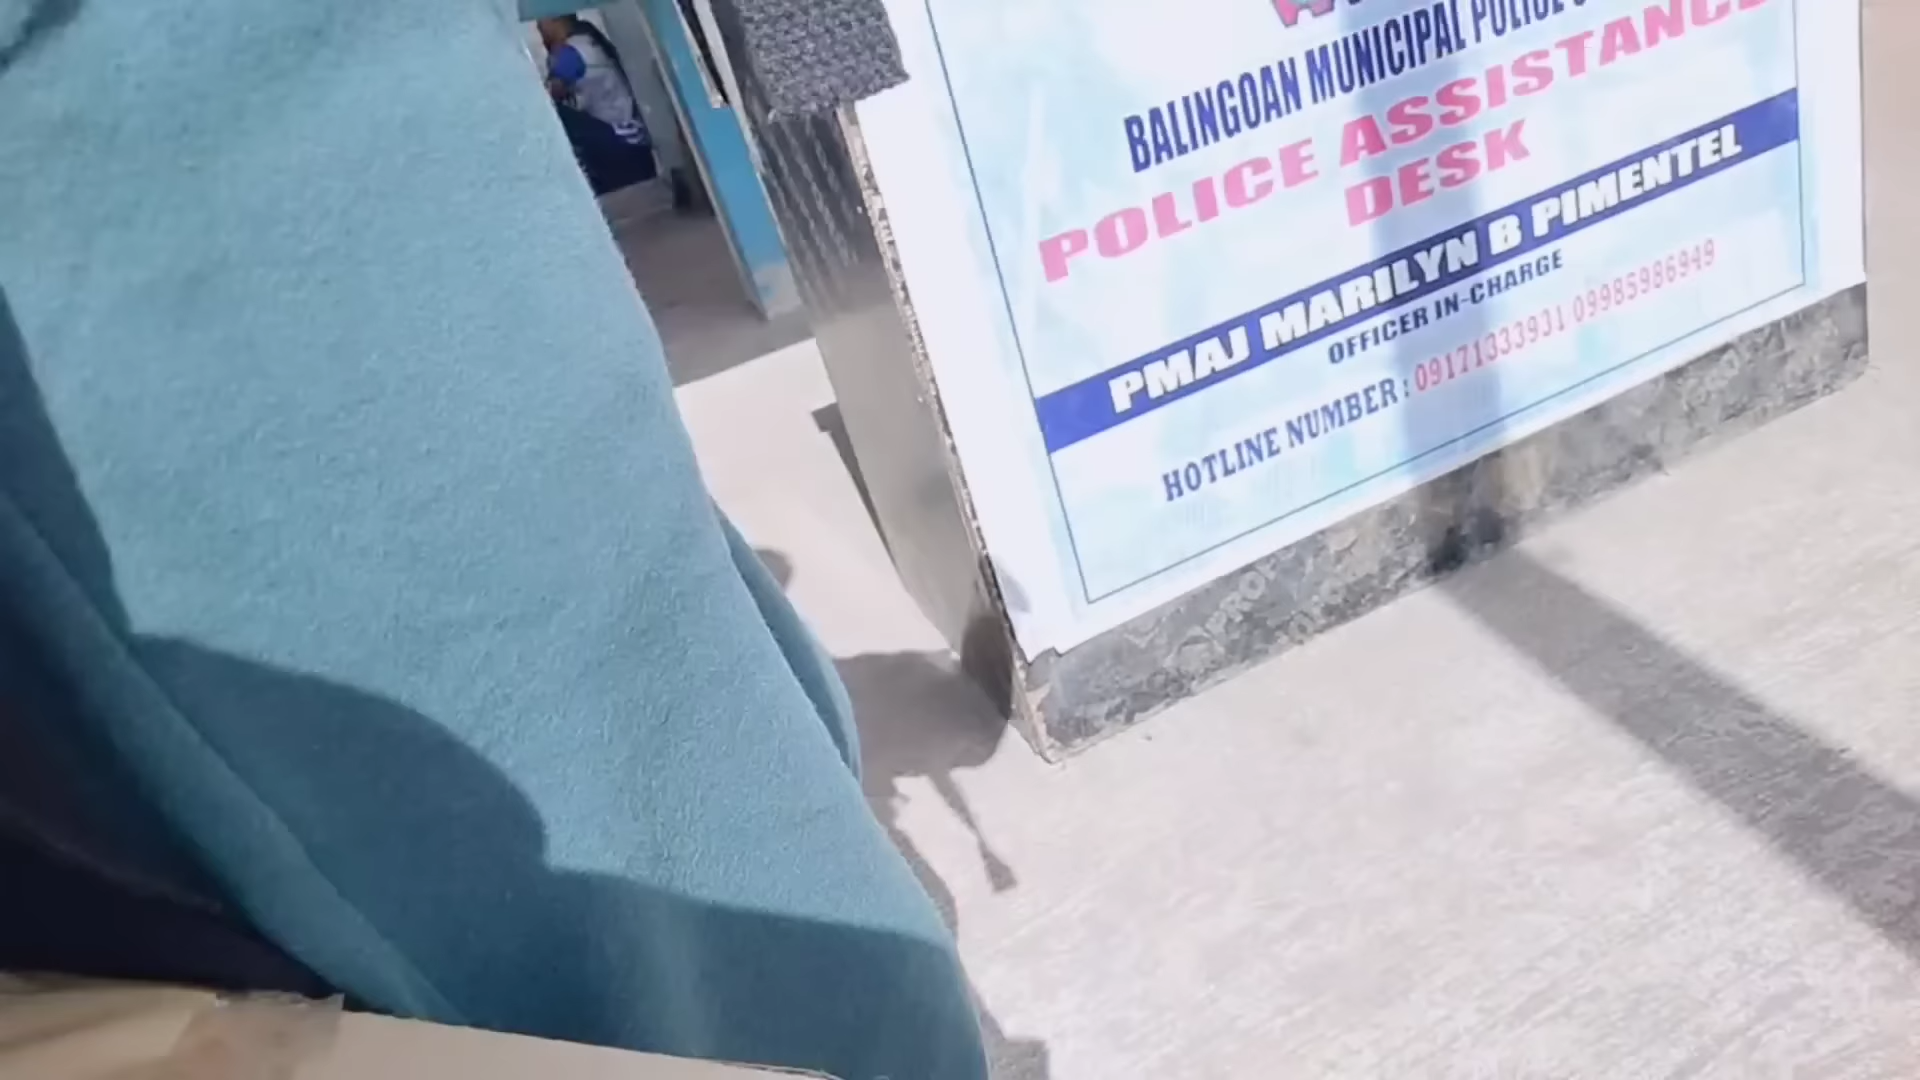 BALINGOAN MUNICIPAL POLICE
POLICE ASSISTANCE
DESK
PMAJ MARILYN B PIMENTEL
OFFICER IN-CHARGE
HOTLINE NUMBER: 09171333931 09985986949